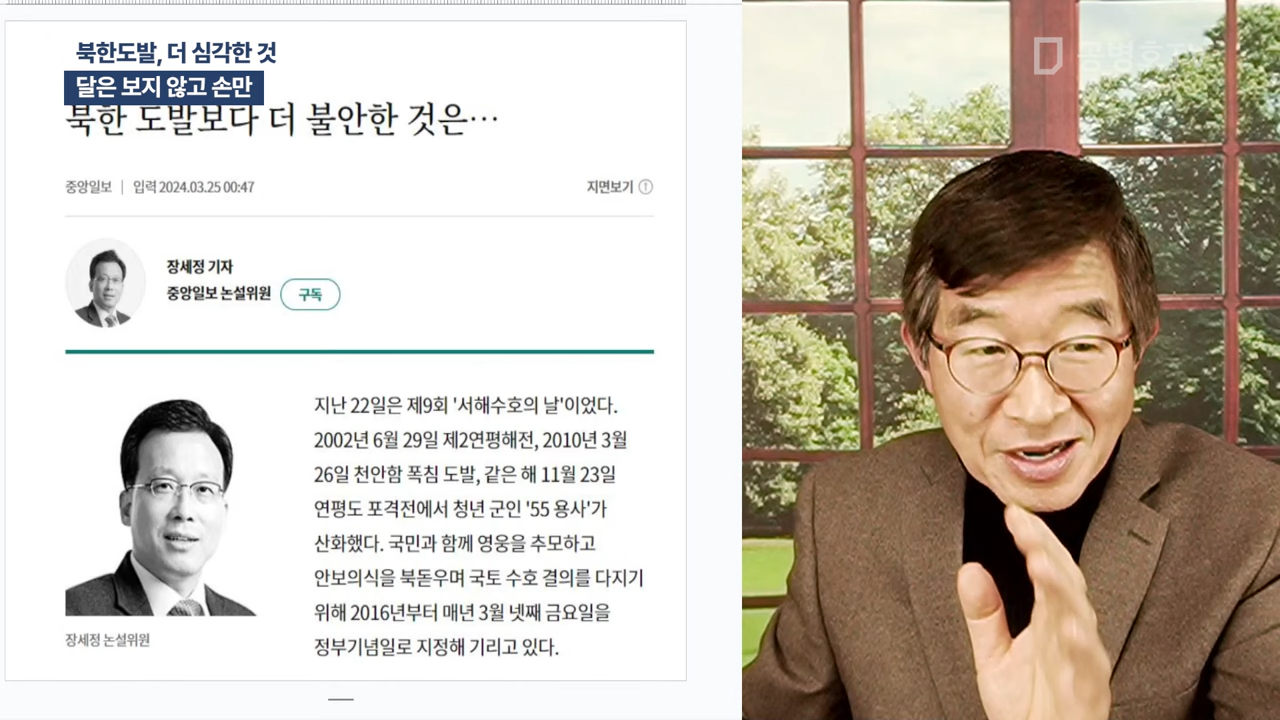 북한도발, 더 심각한 것
달은 보지 않고 손만
북한 도발보다 더 불안한 것은…
중앙일보 | 입력 2024.03.25 00:47
지면보기
장세정 기자
중앙일보 논설위원
구독
지난 22일은 제9회 '서해수호의 날'이었다.
2002년 6월 29일 제2연평해전, 2010년 3월
26일 천안함 폭침 도발, 같은 해 11월 23일
연평도 포격전에서 청년 군인 '55 용사'가
산화했다. 국민과 함께 영웅을 추모하고
안보의식을 북돋우며 국토 수호 결의를 다지기
위해 2016년부터 매년 3월 넷째 금요일을
정부기념일로 지정해 기리고 있다.
장세정 논설위원